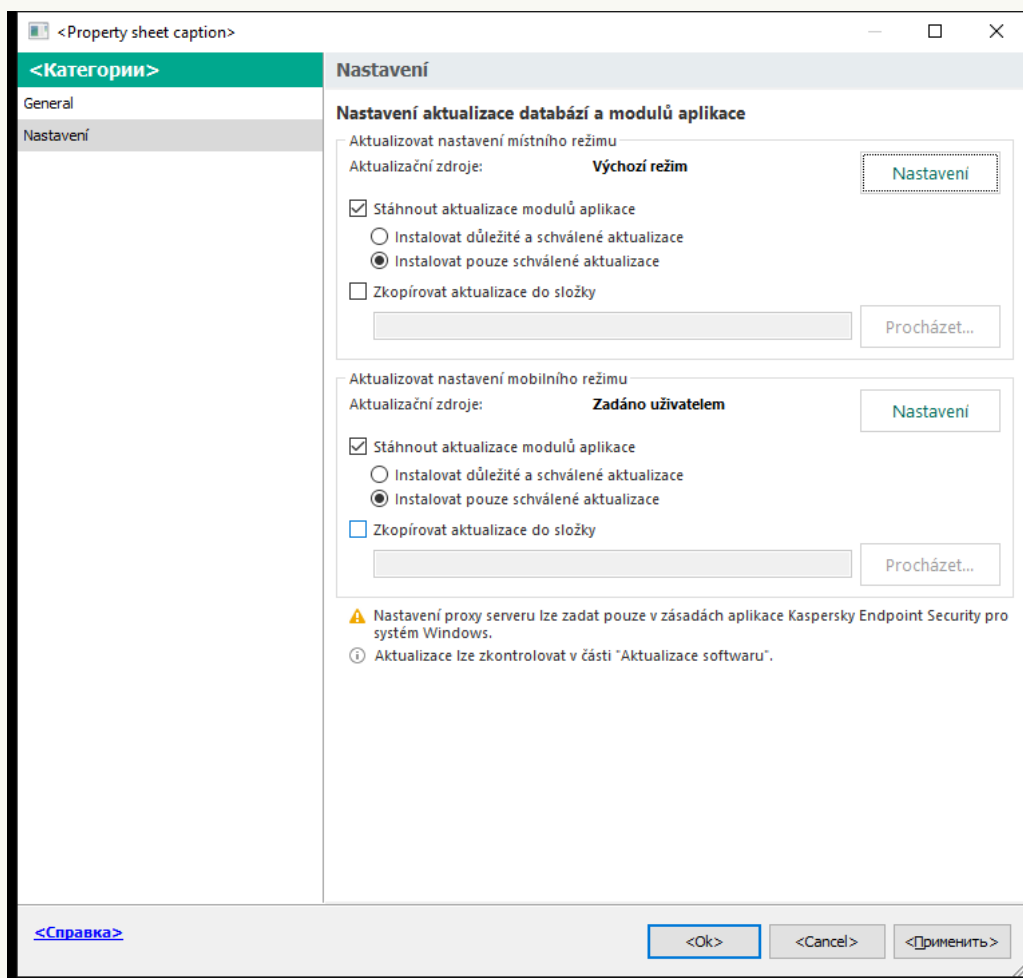 <Property sheet caption>
<Категории>
General
Nastavení
Nastavení
Nastavení aktualizace databází a modulů aplikace
Aktualizovat nastavení místního režimu
Aktualizační zdroje: Výchozí režim Nastavení
Stáhnout aktualizace modulů aplikace
Instalovat důležité a schválené aktualizace
Instalovat pouze schválené aktualizace
Zkopírovat aktualizace do složky
Procházet...
Aktualizovat nastavení mobilního režimu
Aktualizační zdroje: Zadáno uživatelem Nastavení
Stáhnout aktualizace modulů aplikace
Instalovat důležité a schválené aktualizace
Instalovat pouze schválené aktualizace
Zkopírovat aktualizace do složky
Procházet...
Nastavení proxy serveru lze zadat pouze v zásadách aplikace Kaspersky Endpoint Security pro
systém Windows.
Aktualizace lze zkontrolovat v části "Aktualizace softwaru".
<Справка>
<Ok> <Cancel> <Применить>